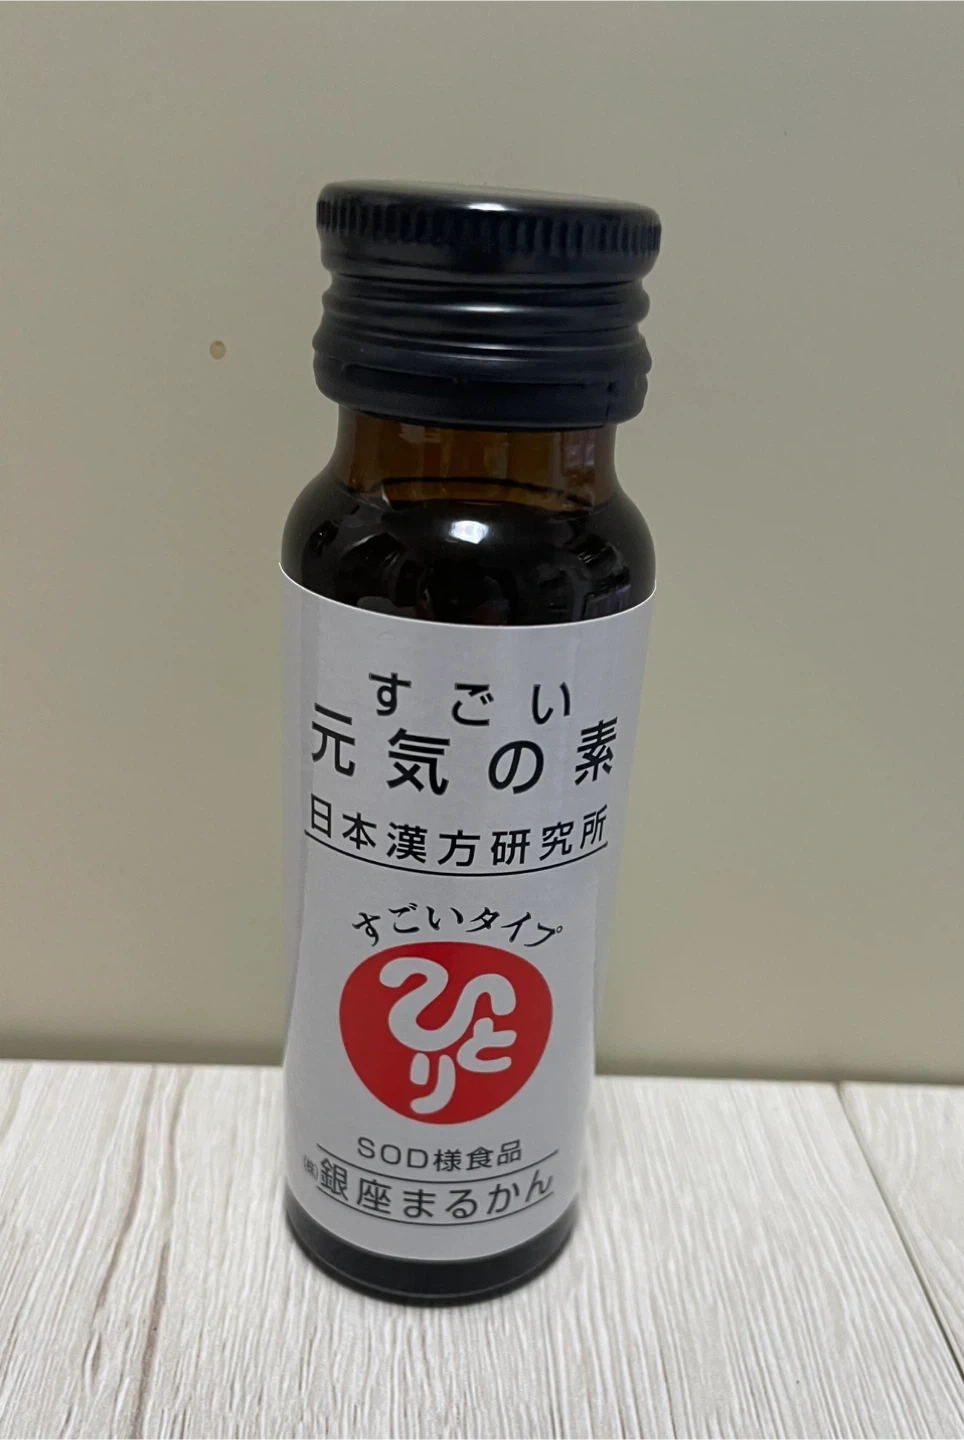 すごい
元気の素
日本漢方研究所
すごいタイプ
ひとり
SOD様食品
㈱銀座まるかん